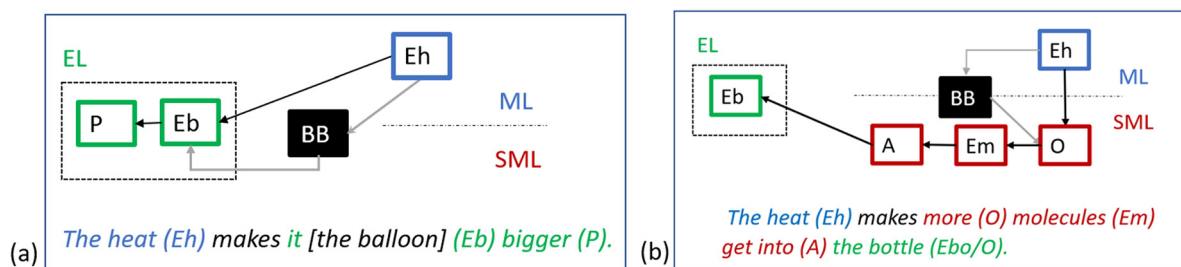 EL
Eh
P
Eb
BB
ML
SML
The heat (Eh) makes it [the balloon] (Eb) bigger (P).
(a)
EL
Eh
Eb
BB
ML
SML
A
Em
O
The heat (Eh) makes more (O) molecules (Em)
get into (A) the bottle (Ebo/O).
(b)